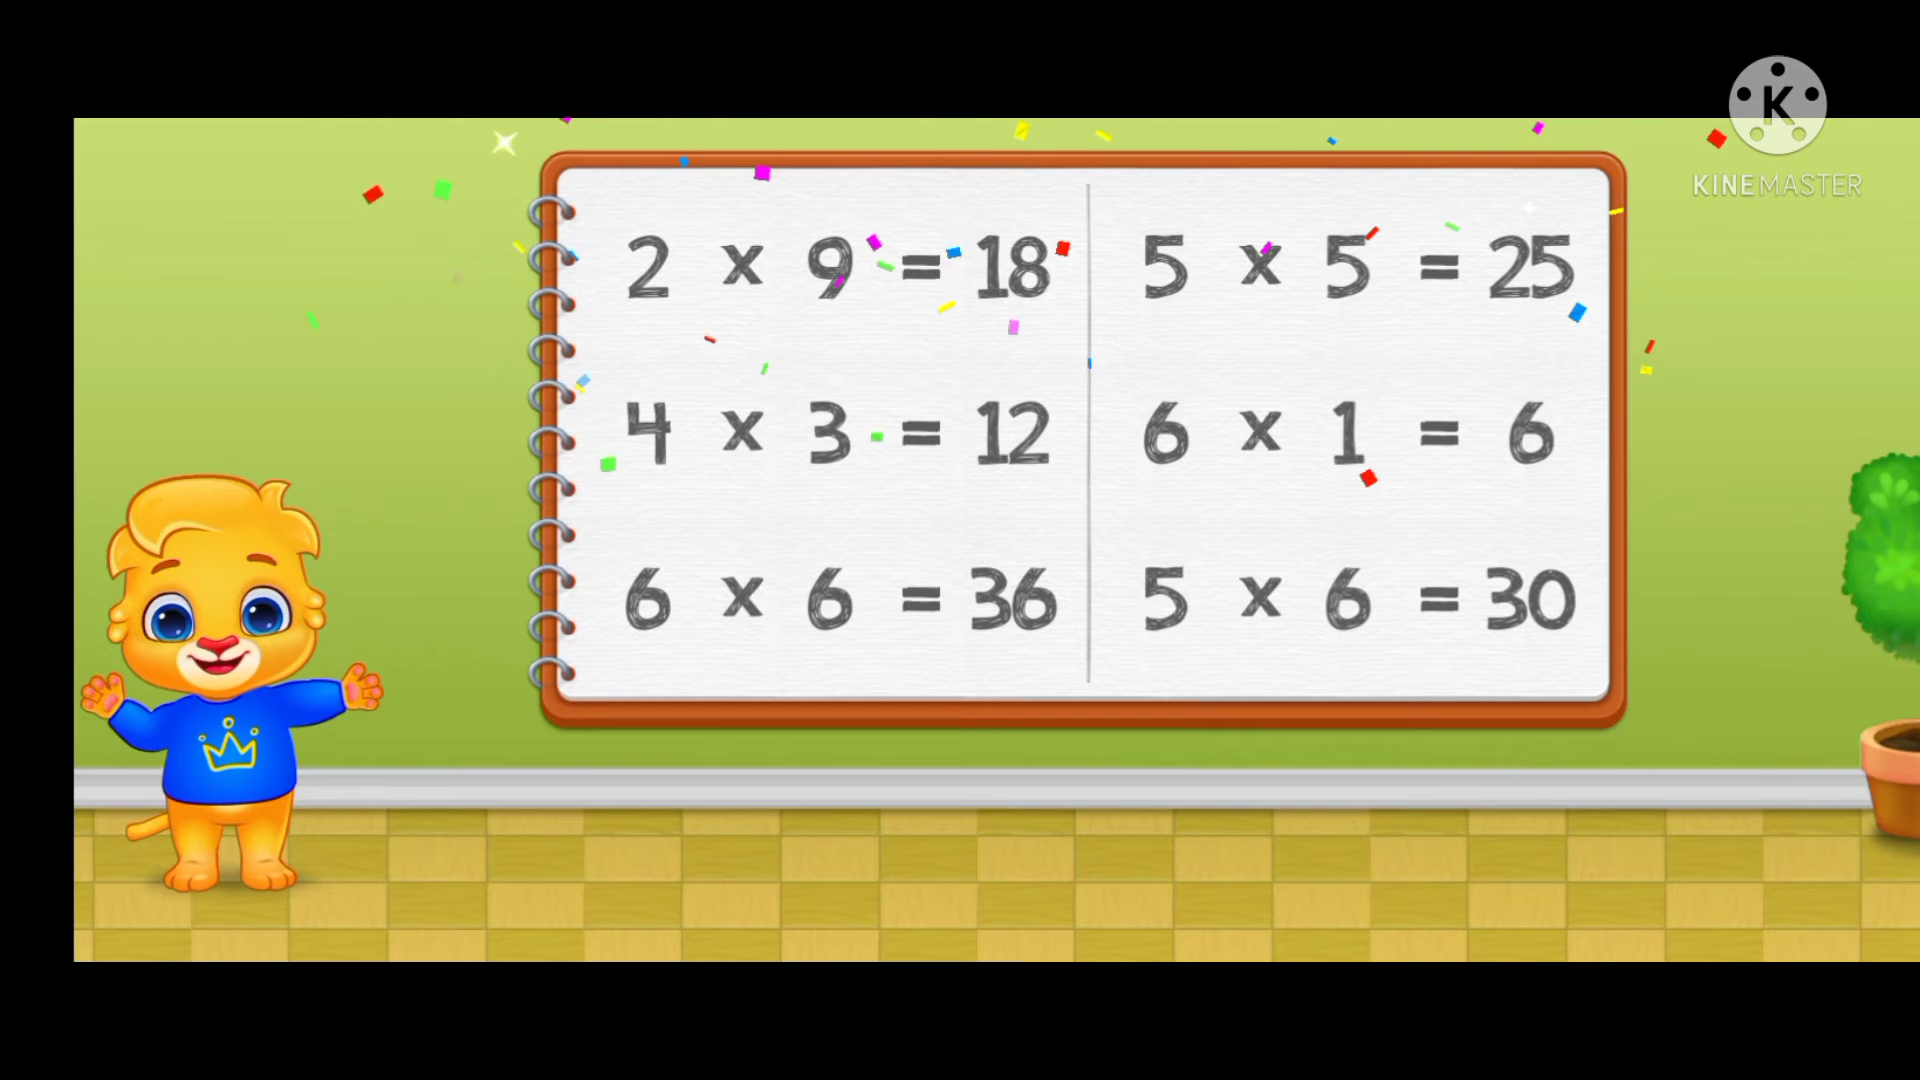 K
KINEMASTER
2 x 9 = 18
4 x 3 = 12
6 x 6 = 36
5 x 5 = 25
6 x 1 = 6
5 x 6 = 30